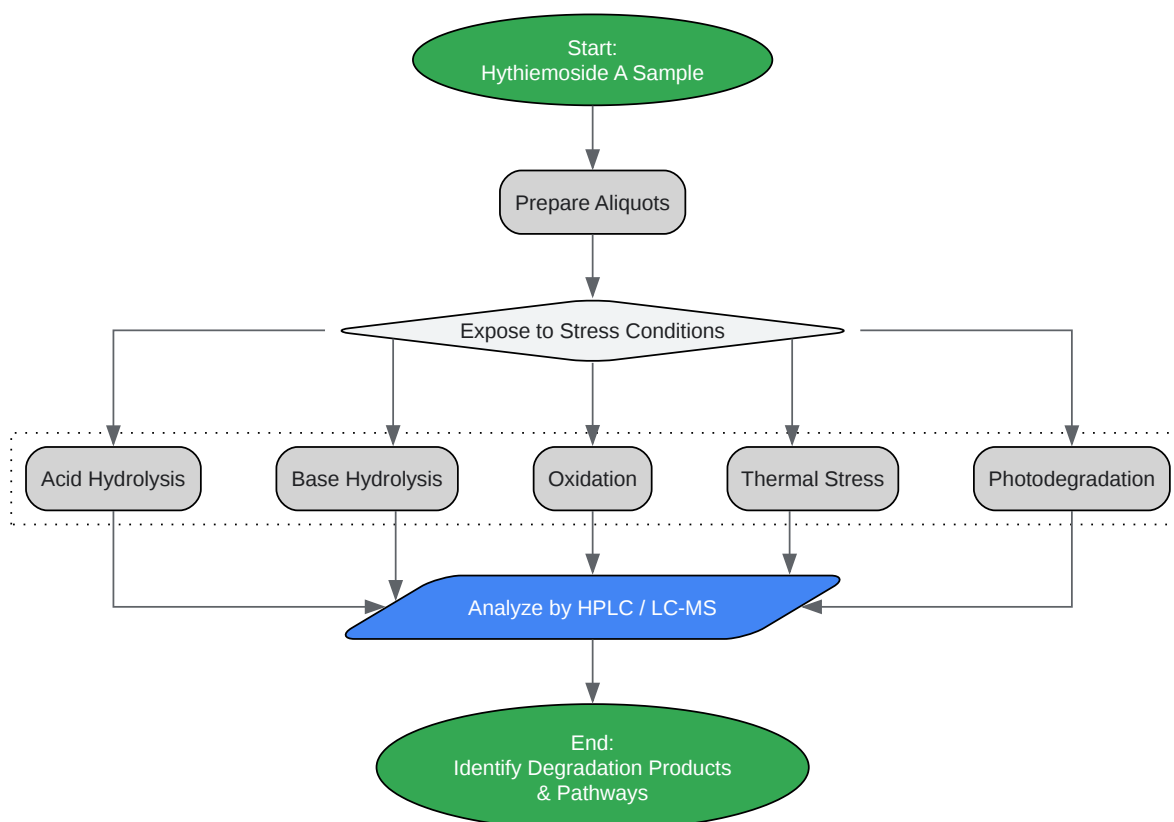 Start:
Hythiemoside A Sample
Prepare Aliquots
Expose to Stress Conditions
Acid Hydrolysis
Base Hydrolysis
Oxidation
Thermal Stress
Photodegradation
Analyze by HPLC / LC-MS
End:
Identify Degradation Products
& Pathways